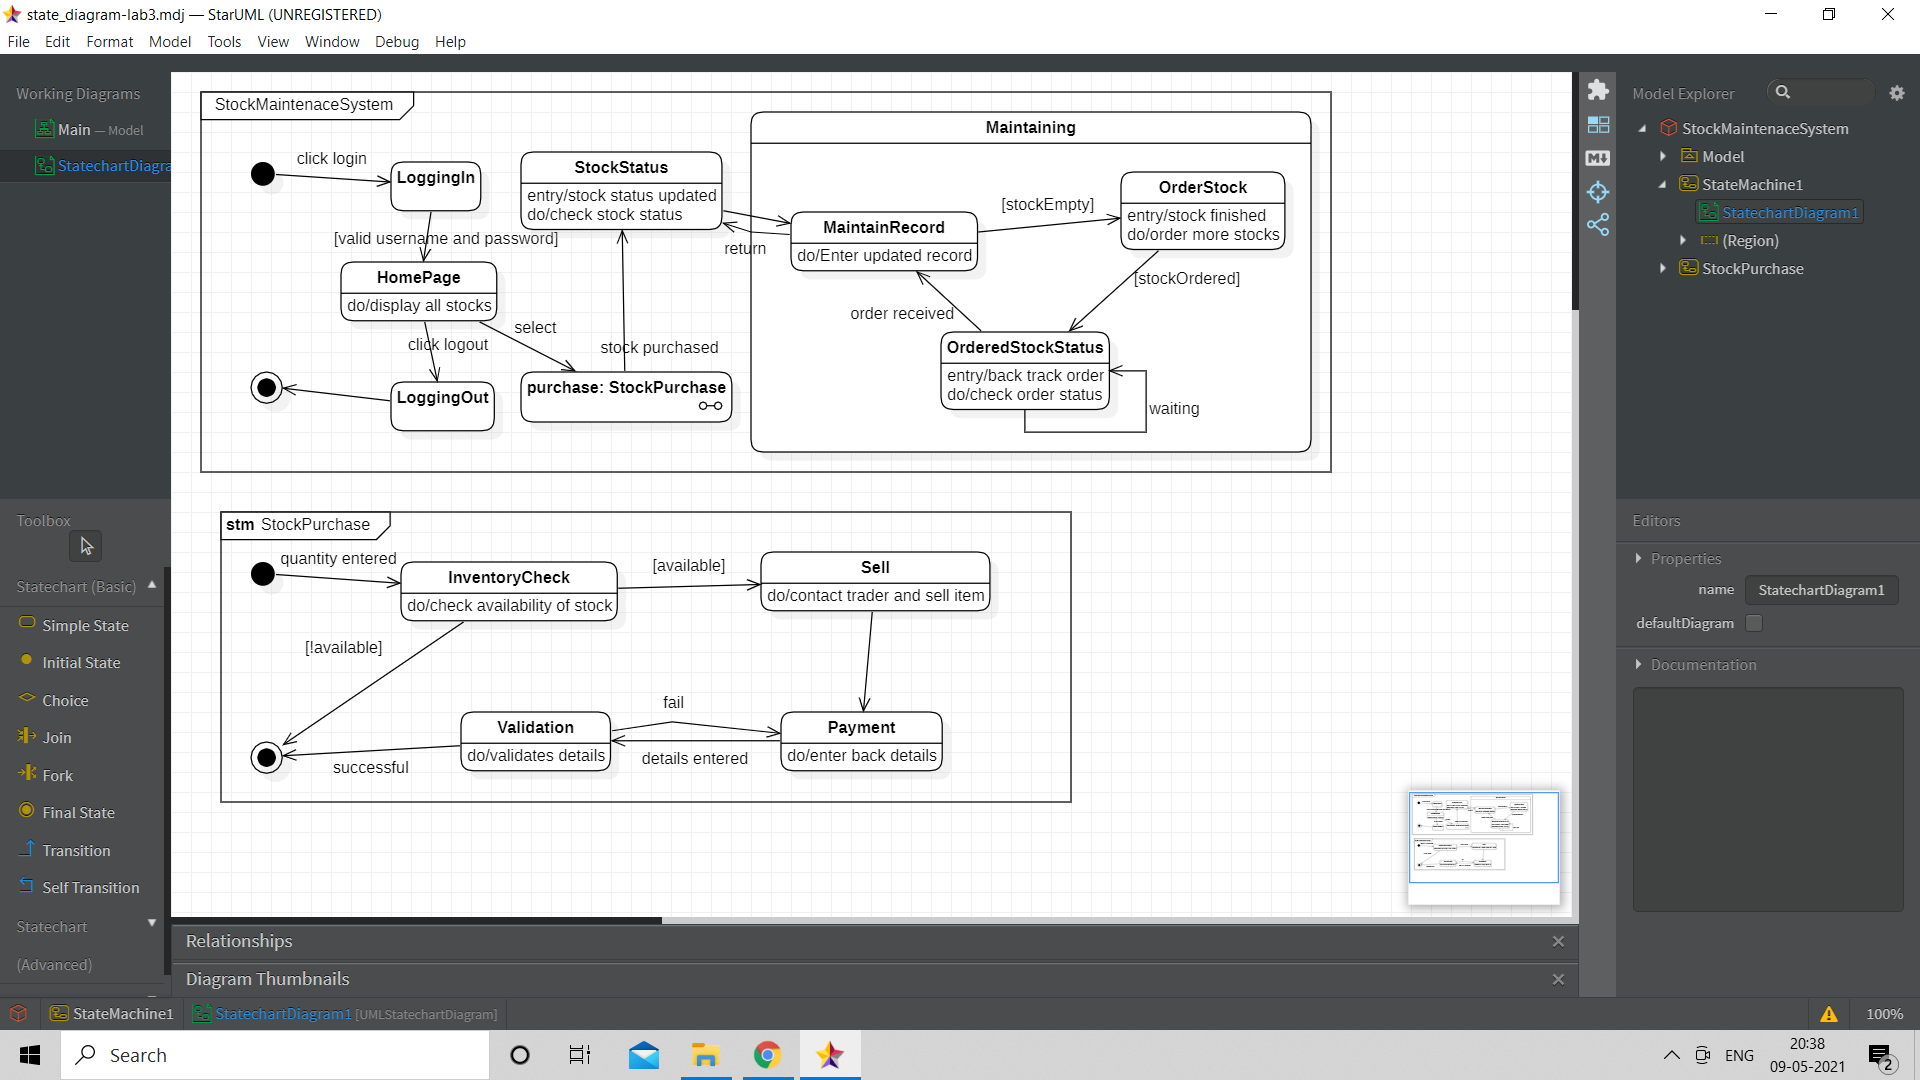 state_diagram-lab3.mdj — StarUML (UNREGISTERED)
File Edit Format Model Tools View Window Debug Help
Working Diagrams
Main — Model
StatechartDiagra
Toolbox
Statechart (Basic)
Simple State
Initial State
Choice
Join
Fork
Final State
Transition
Self Transition
Statechart
(Advanced)
StockMaintenaceSystem
click login
LoggingIn
[valid username and password]
HomePage
do/display all stocks
click logout
LoggingOut
select
StockStatus
entry/stock status updated
do/check stock status
return
stock purchased
purchase: StockPurchase
Maintaining
MaintainRecord
do/Enter updated record
[stockEmpty]
OrderStock
entry/stock finished
do/order more stocks
[stockOrdered]
order received
OrderedStockStatus
entry/back track order
do/check order status
waiting
stm StockPurchase
quantity entered
InventoryCheck
do/check availability of stock
[available]
Sell
do/contact trader and sell item
[!available]
fail
Validation
do/validates details
Payment
do/enter back details
details entered
successful
Relationships
Diagram Thumbnails
Model Explorer
StockMaintenaceSystem
Model
StateMachine1
StatechartDiagram1
(Region)
StockPurchase
Editors
Properties
name StatechartDiagram1
defaultDiagram
Documentation
StateMachine1 StatechartDiagram1 [UMLStatechartDiagram]
100%
Search
ENG
20:38
09-05-2021
2